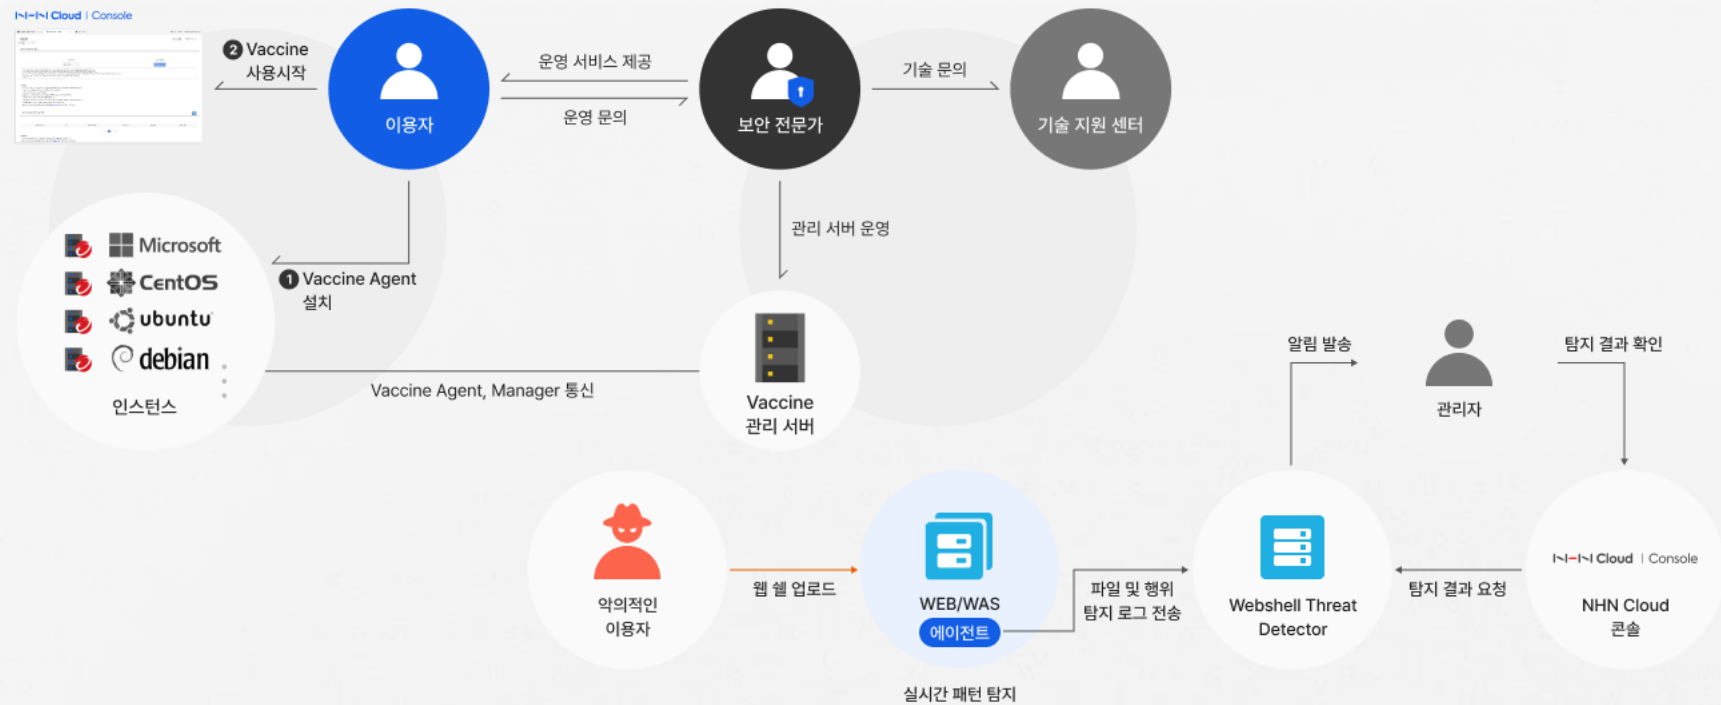 NHN Cloud | Console
❷ Vaccine
사용시작
이용자
운영 서비스 제공
운영 문의
보안 전문가
기술 문의
기술 지원 센터
❶ Vaccine Agent
설치
관리 서버 운영
Microsoft
CentOS
ubuntu
debian
인스턴스
Vaccine Agent, Manager 통신
Vaccine
관리 서버
알림 발송
관리자
탐지 결과 확인
악의적인
이용자
웹 쉘 업로드
WEB/WAS
에이전트
실시간 패턴 탐지
파일 및 행위
탐지 로그 전송
Webshell Threat
Detector
탐지 결과 요청
NHN Cloud | Console
NHN Cloud
콘솔